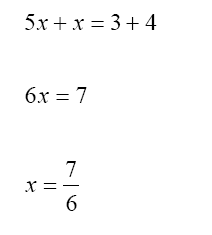 5x + x = 3 + 4
6x = 7
x = 7/6